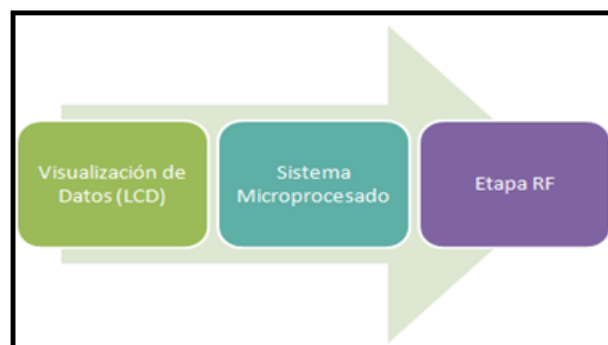 Visualización de
Datos (LCD)
Sistema
Microprocesado
Etapa RF